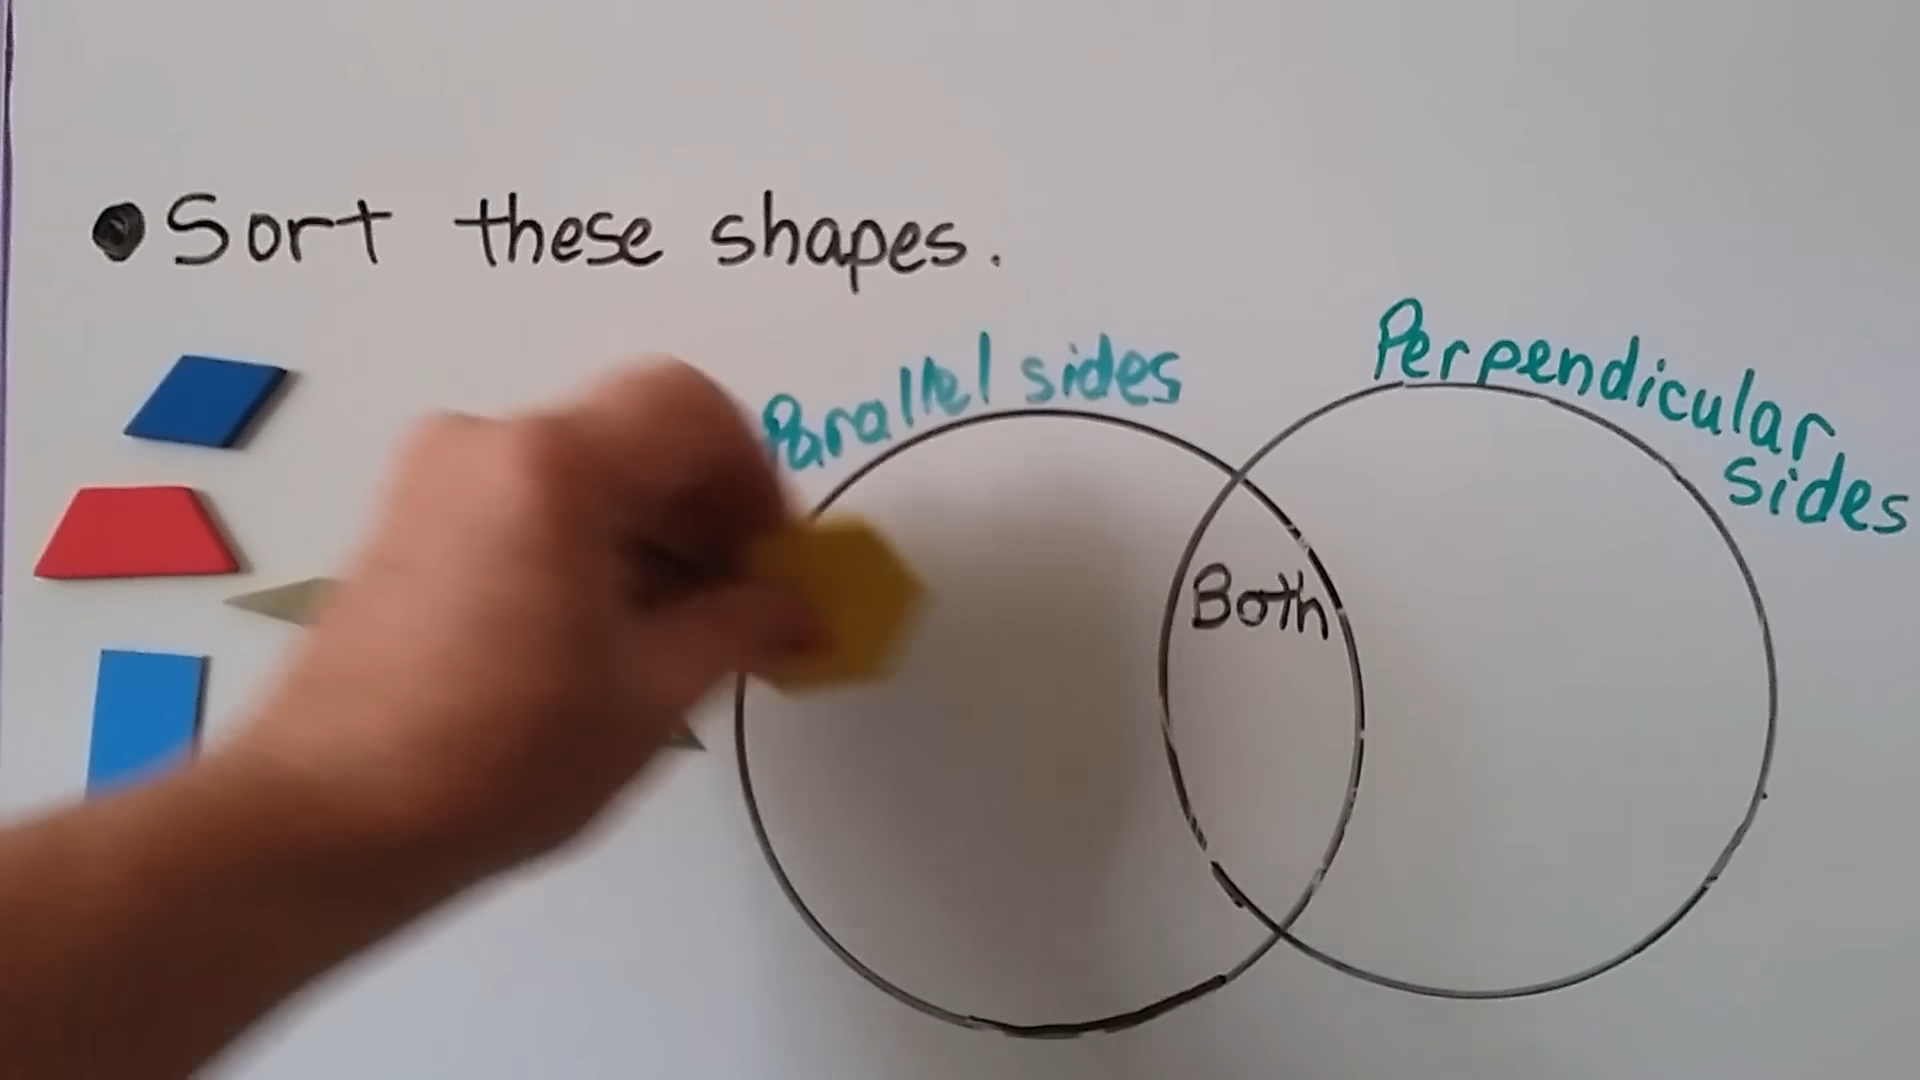 Sort these shapes.
Parallel sides
Perpendicular
sides
Both